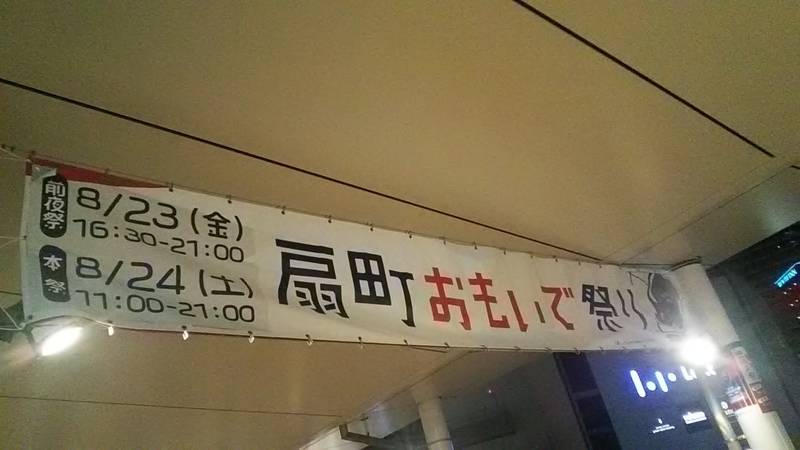 前夜祭
8/23(金)
16:30-21:00
本祭
8/24(土)
11:00-21:00
扇町おもいで祭り